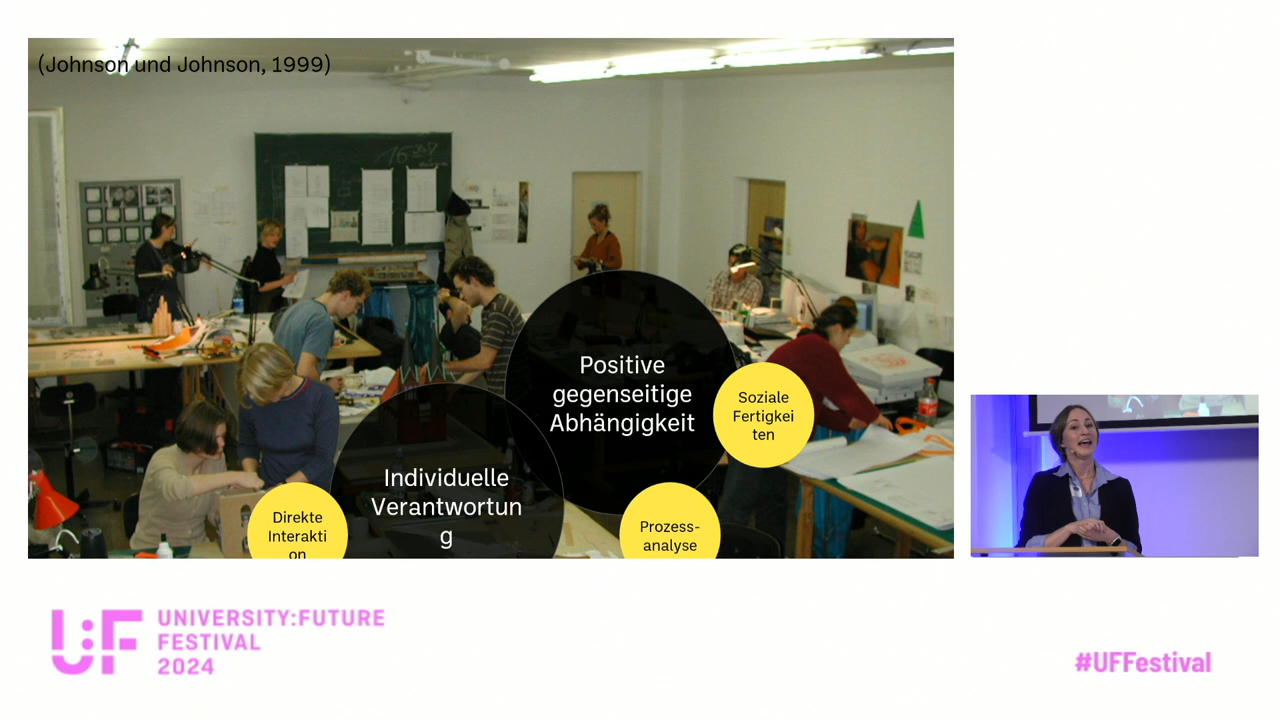 (Johnson und Johnson, 1999)
Positive
gegenseitige
Abhängigkeit
Soziale
Fertigkei
ten
Individuelle
Verantwortun
g
Direkte
Interakti
on
Prozess-
analyse
U:F
UNIVERSITY:FUTURE
FESTIVAL
2024
#UFFestival